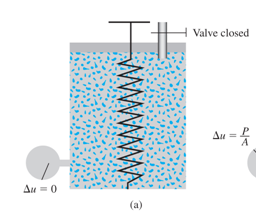 Valve closed
Δu = P/A
Δu = 0
(a)